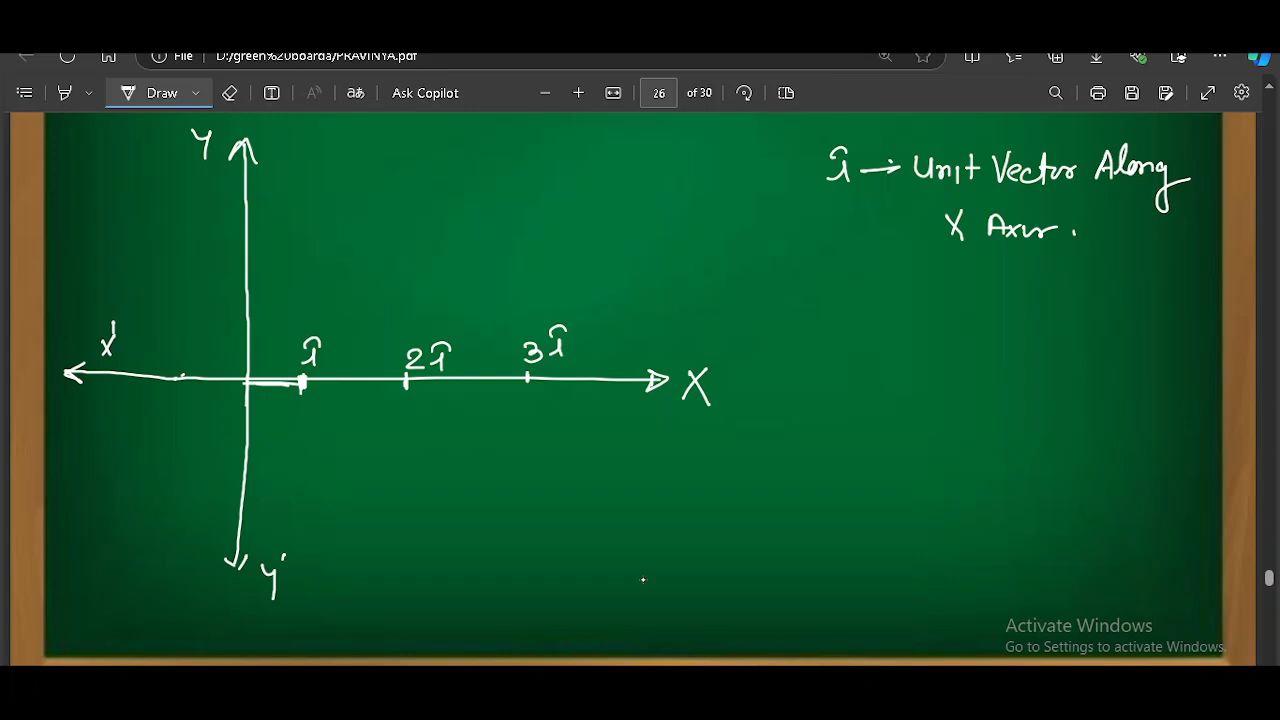 File D:/green%20boarda/PRAVINYA.pdf
Draw Ask Copilot 26 of 30
Y
î → Unit Vector Along
X Axis.
X'
î 2î 3î
X
Y'
Activate Windows
Go to Settings to activate Windows.